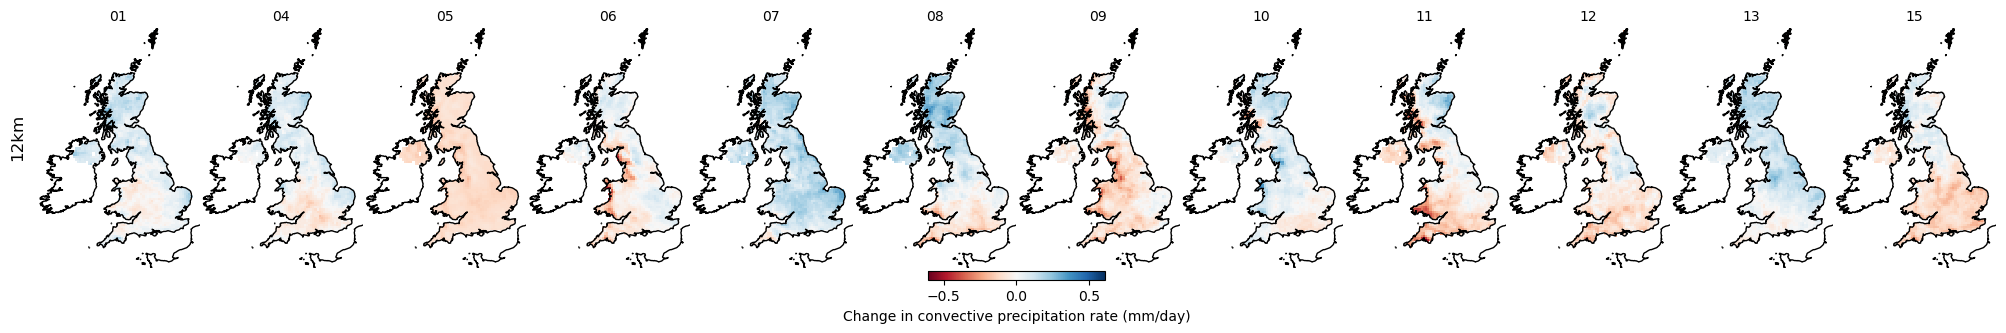 01 04 05 06 07 08 09 10 11 12 13 15
12km
−0.5 0.0 0.5
Change in convective precipitation rate (mm/day)